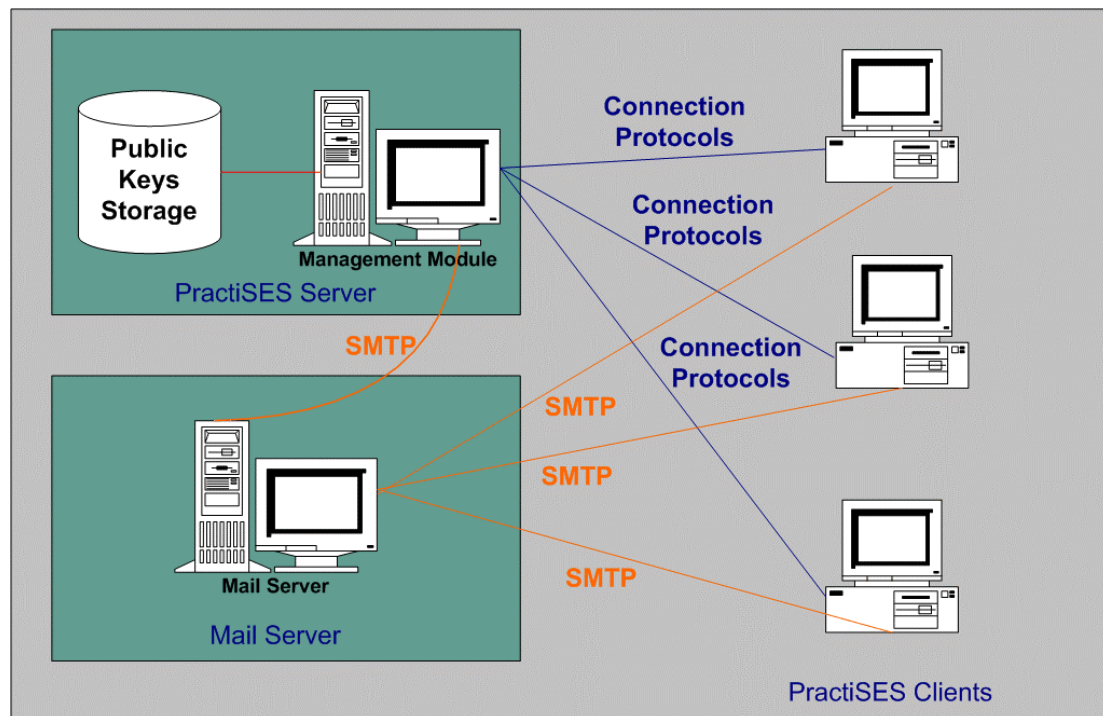 Public
Keys
Storage
Management Module
PractiSES Server
Connection
Protocols
Connection
Protocols
Connection
Protocols
SMTP
SMTP
SMTP
SMTP
Mail Server
Mail Server
PractiSES Clients